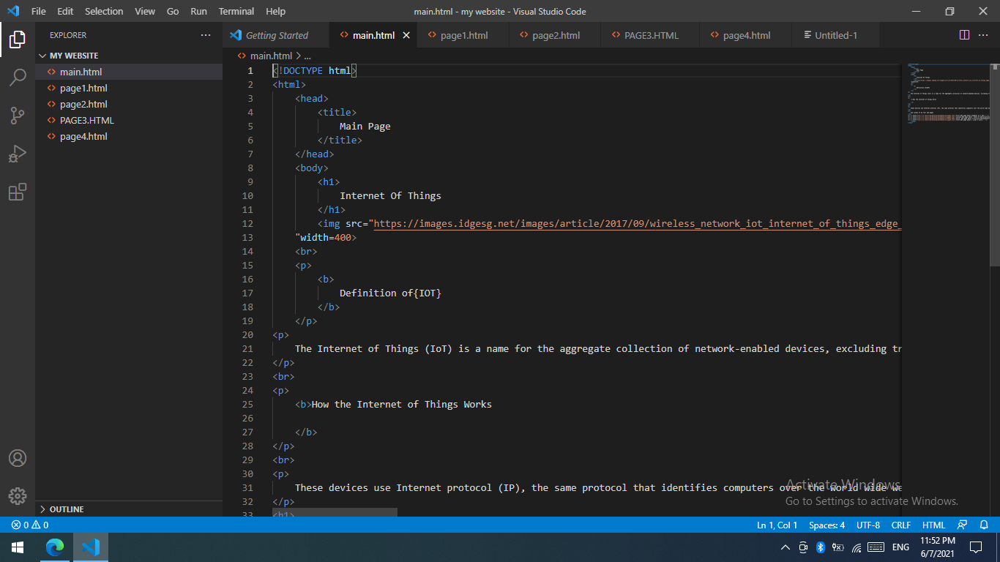 File Edit Selection View Go Run Terminal Help
main.html - my website - Visual Studio Code
EXPLORER
Getting Started
main.html
page1.html
page2.html
PAGE3.HTML
page4.html
Untitled-1
MY WEBSITE
main.html
page1.html
page2.html
PAGE3.HTML
page4.html
OUTLINE
main.html > ...
1 <!DOCTYPE html>
2 <html>
3 <head>
4 <title>
5 Main Page
6 </title>
7 </head>
8 <body>
9 <h1>
10 Internet Of Things
11 </h1>
12 <img src="https://images.idgesg.net/images/article/2017/09/wireless_network_iot_internet_of_things_edge_
13 "width=400>
14 <br>
15 <p>
16 <b>
17 Definition of{IOT}
18 </b>
19 </p>
20 <p>
21 The Internet of Things (IoT) is a name for the aggregate collection of network-enabled devices, excluding tr
22 </p>
23 <br>
24 <p>
25 <b>How the Internet of Things Works
26
27 </b>
28 </p>
29 <br>
30 <p>
31 These devices use Internet protocol (IP), the same protocol that identifies computers over the world wide we
32 </p>
33 <h1>
Activate Windows
Go to Settings to activate Windows.
0 0
Ln 1, Col 1 Spaces: 4 UTF-8 CRLF HTML
ENG
11:52 PM
6/7/2021